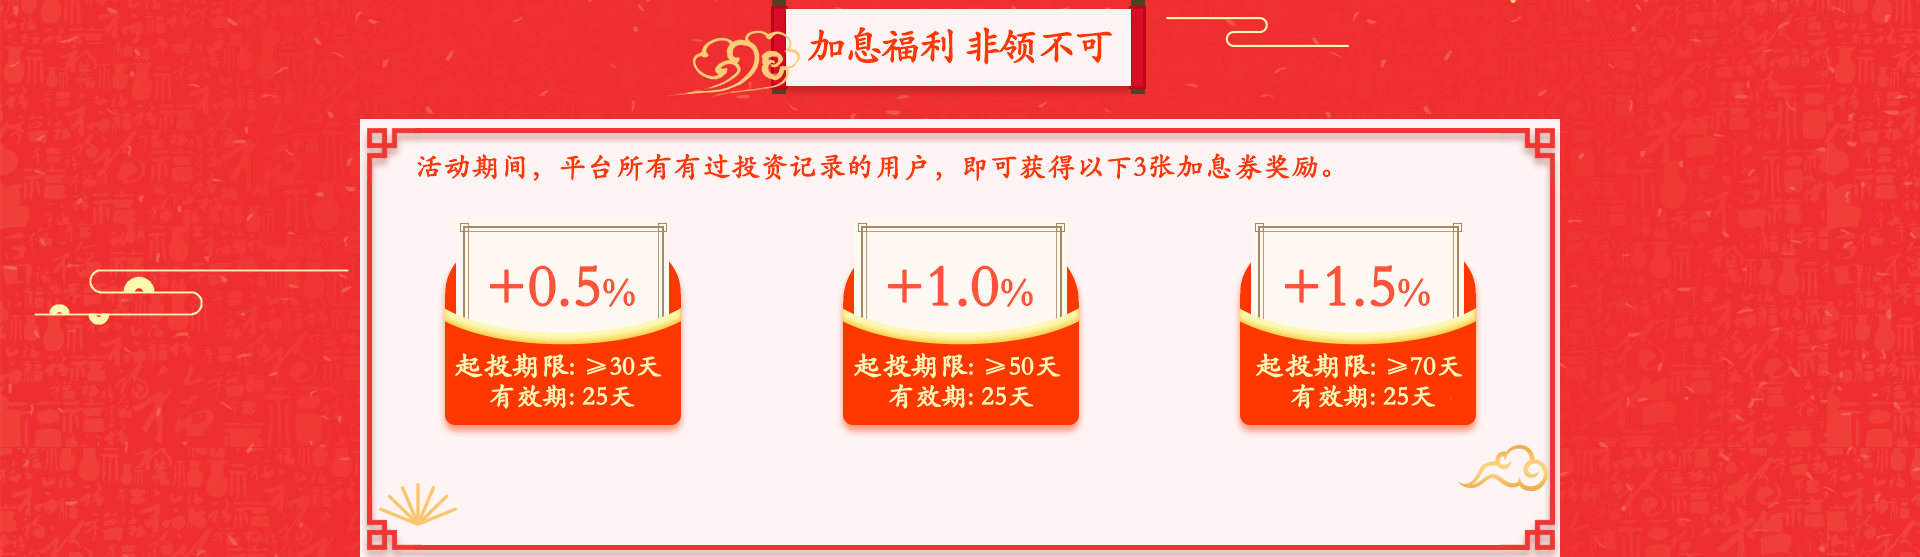 加息福利 非领不可
活动期间，平台所有有过投资记录的用户，即可获得以下3张加息券奖励。
+0.5%
起投期限: ≥30天
有效期: 25天
+1.0%
起投期限: ≥50天
有效期: 25天
+1.5%
起投期限: ≥70天
有效期: 25天